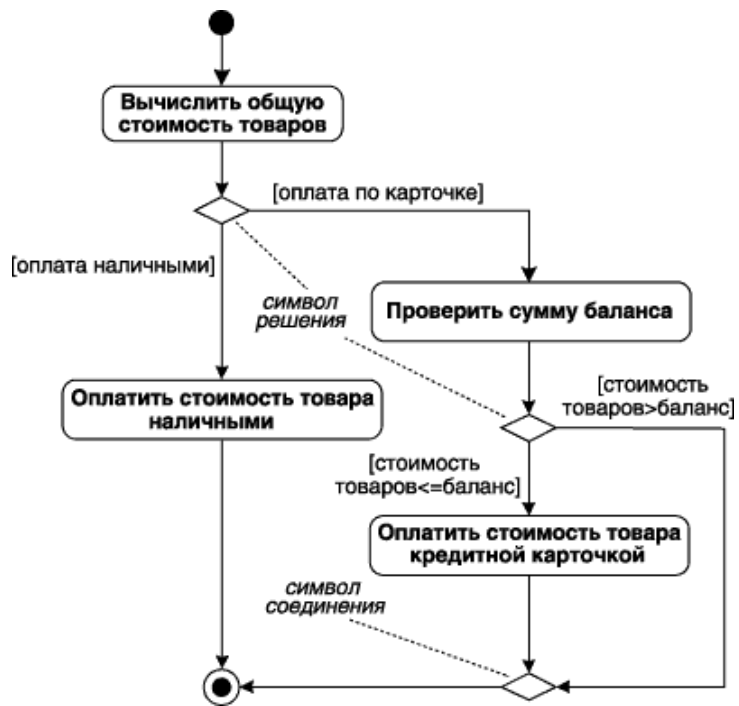 Вычислить общую
стоимость товаров
[оплата по карточке]
[оплата наличными]
символ
решения
Проверить сумму баланса
Оплатить стоимость товара
наличными
[стоимость
товаров>баланс]
[стоимость
товаров<=баланс]
Оплатить стоимость товара
кредитной карточкой
символ
соединения